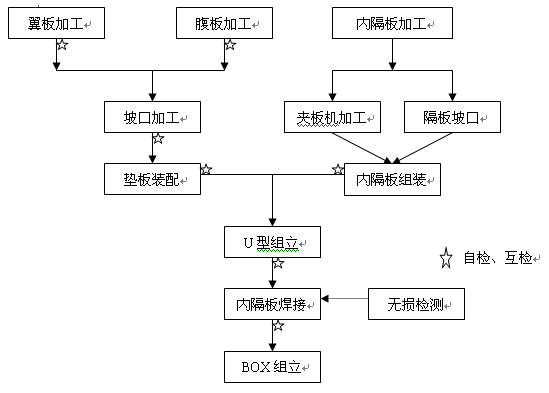 翼板加工
腹板加工
内隔板加工
坡口加工
夹板机加工
隔板坡口
垫板装配
内隔板组装
U型组立
☆ 自检、互检
内隔板焊接
无损检测
BOX组立